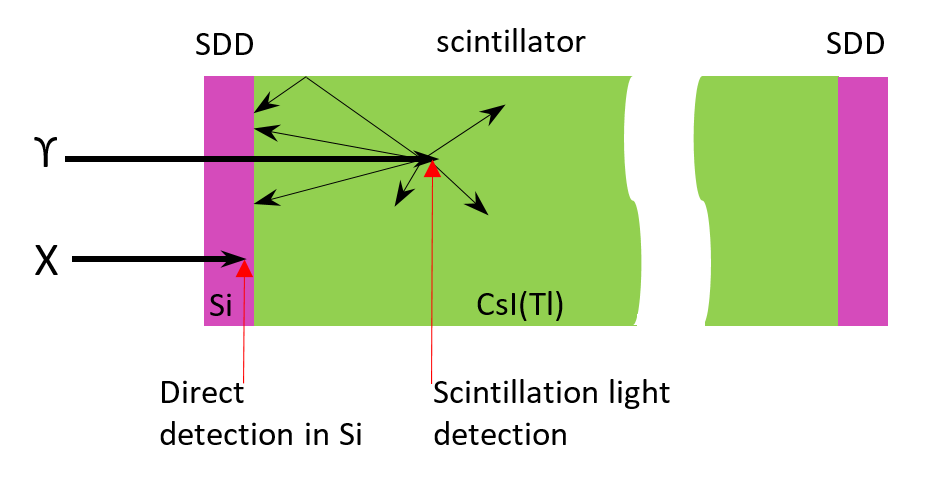 SDD
scintillator
SDD
ϒ
X
Si
CsI(Tl)
Direct
detection in Si
Scintillation light
detection